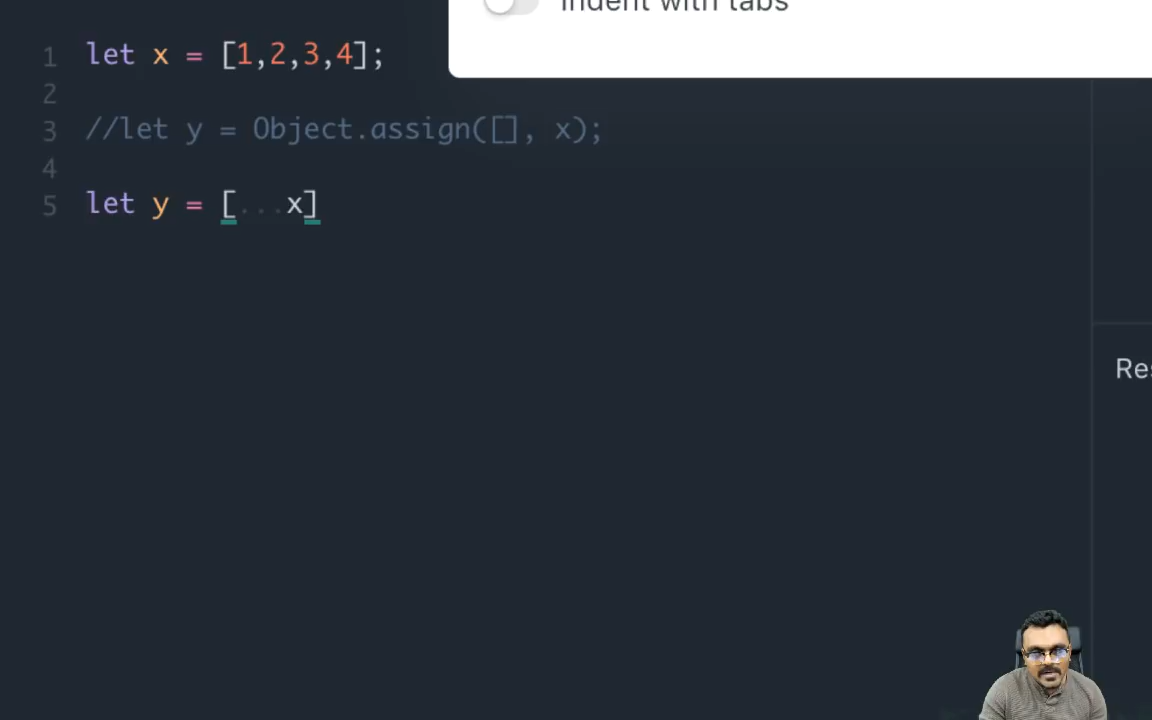 Indent with tabs
1 let x = [1,2,3,4];
2
3 //let y = Object.assign([], x);
4
5 let y = [...x]
Res